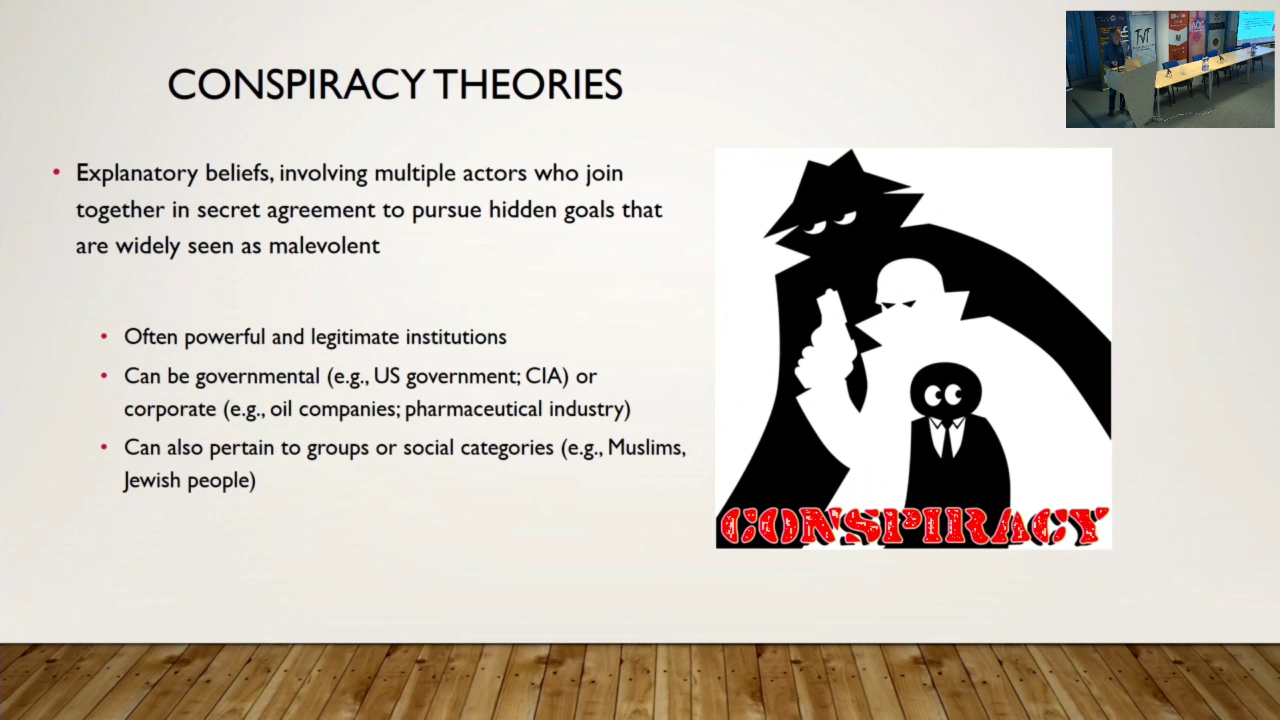 CONSPIRACY THEORIES
• Explanatory beliefs, involving multiple actors who join
together in secret agreement to pursue hidden goals that
are widely seen as malevolent
• Often powerful and legitimate institutions
• Can be governmental (e.g., US government; CIA) or
corporate (e.g., oil companies; pharmaceutical industry)
• Can also pertain to groups or social categories (e.g., Muslims,
Jewish people)
CONSPIRACY